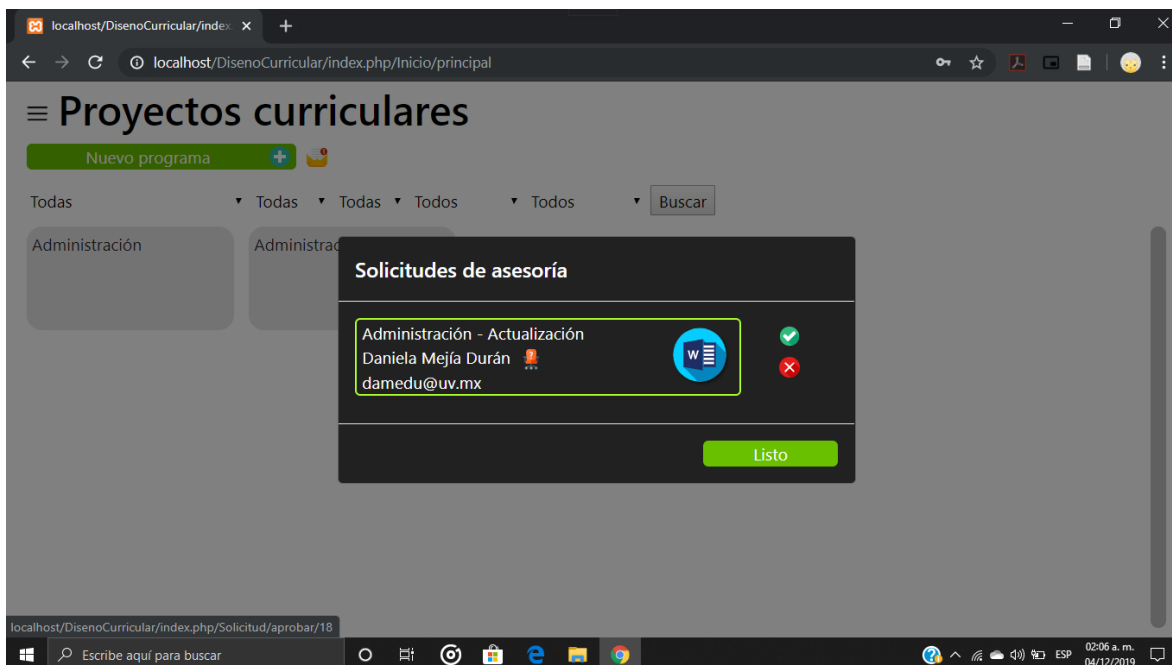 localhost/DisenoCurricular/index
localhost/DisenoCurricular/index.php/Inicio/principal
Proyectos curriculares
Nuevo programa
Todas Todas Todas Todos Todos Buscar
Administración Administrac
Solicitudes de asesoría
Administración - Actualización
Daniela Mejía Durán
damedu@uv.mx
Listo
localhost/DisenoCurricular/index.php/Solicitud/aprobar/18
Escribe aquí para buscar
ESP
02:06 a. m.
04/12/2019